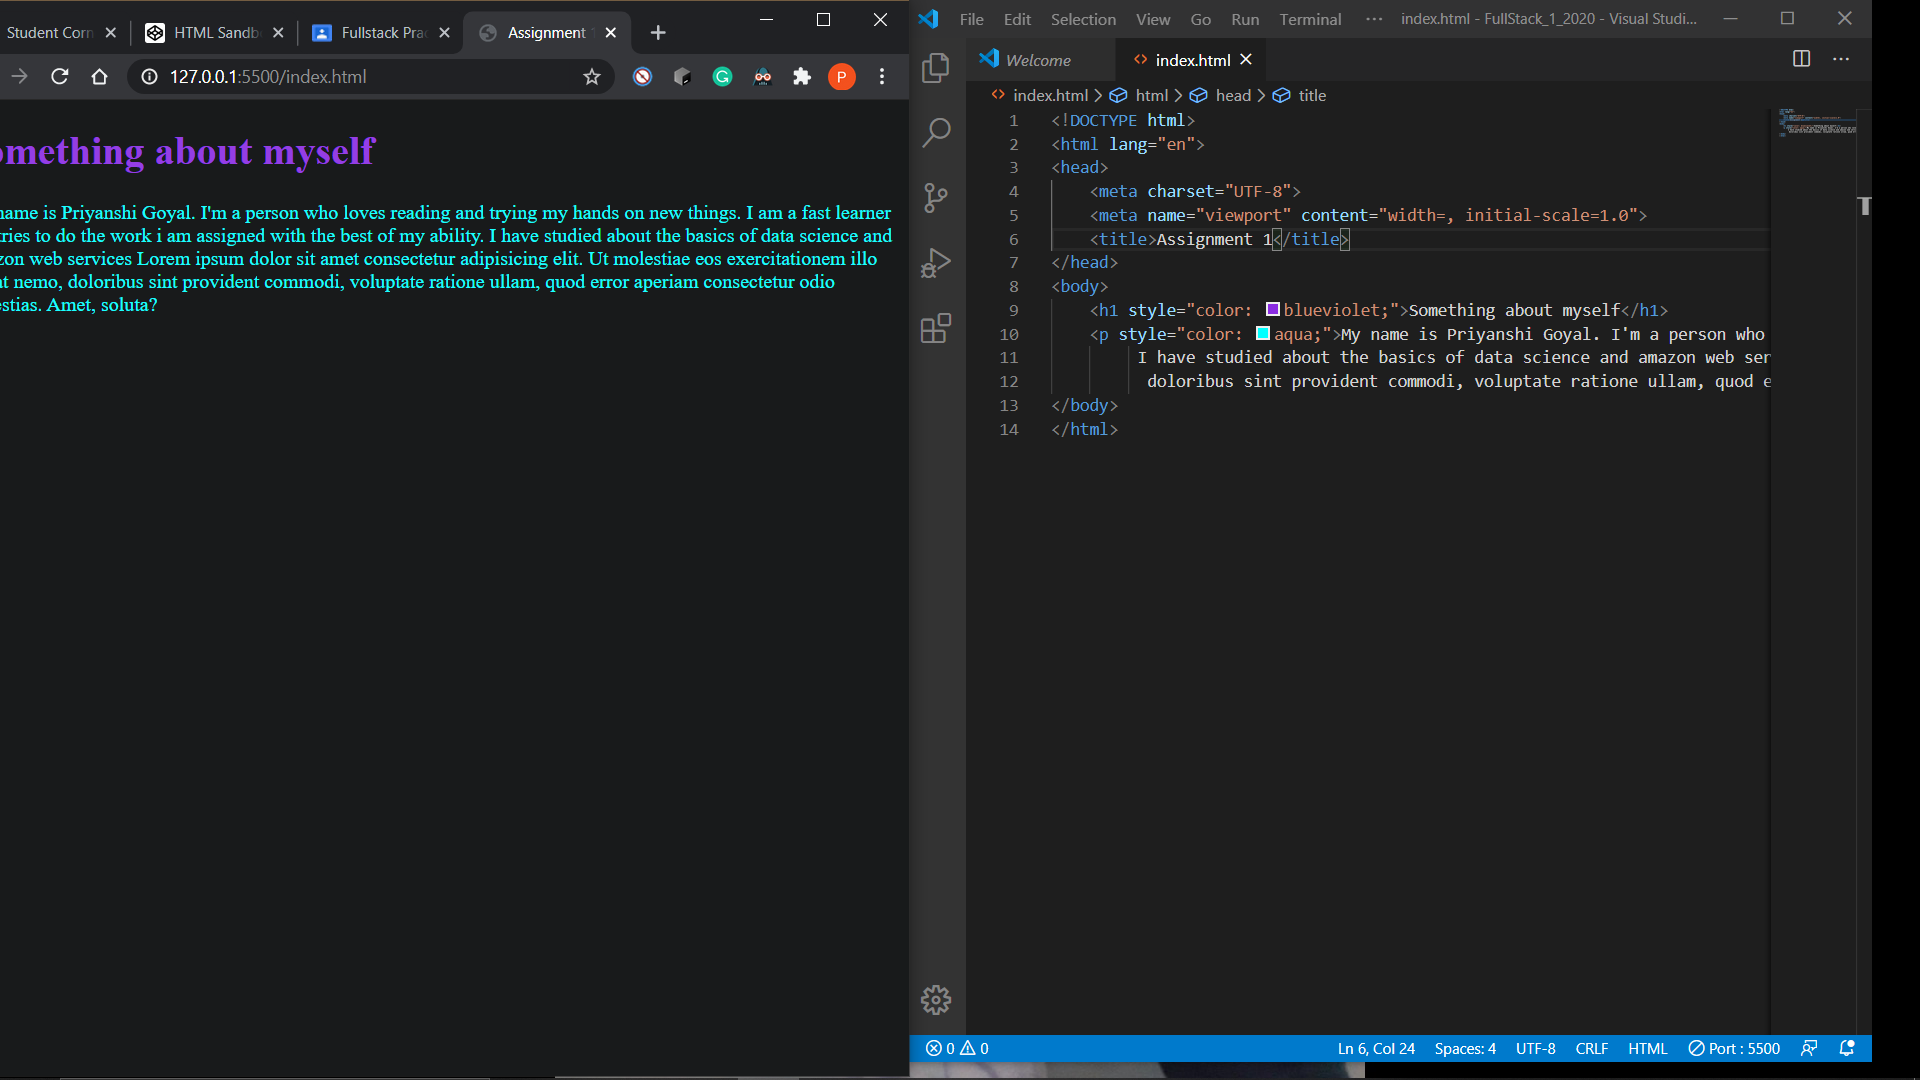 Student Corn
HTML Sandb
Fullstack Prac
Assignment 1
127.0.0.1:5500/index.html
P
omething about myself
name is Priyanshi Goyal. I'm a person who loves reading and trying my hands on new things. I am a fast learner
tries to do the work i am assigned with the best of my ability. I have studied about the basics of data science and
zon web services Lorem ipsum dolor sit amet consectetur adipisicing elit. Ut molestiae eos exercitationem illo
nt nemo, doloribus sint provident commodi, voluptate ratione ullam, quod error aperiam consectetur odio
estias. Amet, soluta?
File Edit Selection View Go Run Terminal ··· index.html - FullStack_1_2020 - Visual Studi...
Welcome
index.html
index.html > html > head > title
1 <!DOCTYPE html>
2 <html lang="en">
3 <head>
4 <meta charset="UTF-8">
5 <meta name="viewport" content="width=, initial-scale=1.0">
6 <title>Assignment 1</title>
7 </head>
8 <body>
9 <h1 style="color: blueviolet;">Something about myself</h1>
10 <p style="color: aqua;">My name is Priyanshi Goyal. I'm a person who
11 I have studied about the basics of data science and amazon web ser
12 doloribus sint provident commodi, voluptate ratione ullam, quod e
13 </body>
14 </html>
0 0 Ln 6, Col 24 Spaces: 4 UTF-8 CRLF HTML Port : 5500